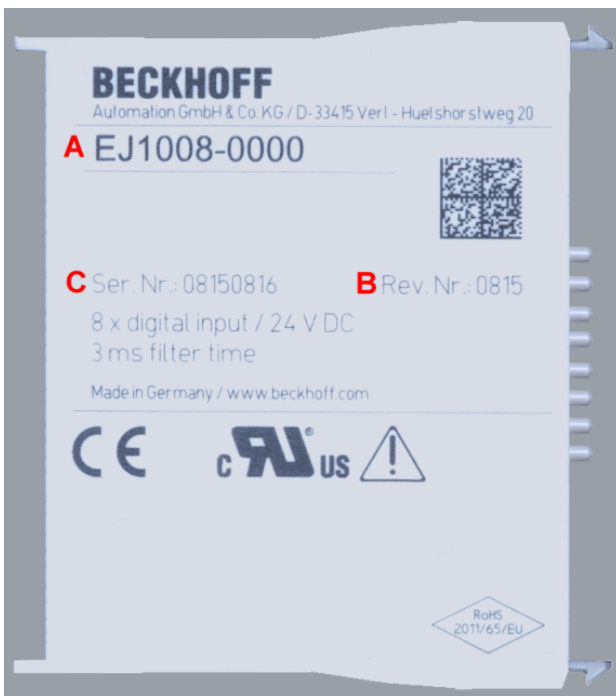 BECKHOFF
Automation GmbH & Co. KG / D-33415 Verl - Huelshorstweg 20
A EJ1008-0000
C Ser. Nr.: 08150816 B Rev. Nr.: 0815
8 x digital input / 24 V DC
3 ms filter time
Made in Germany / www.beckhoff.com
CE c RU ® US
RoHS
2011/65/EU